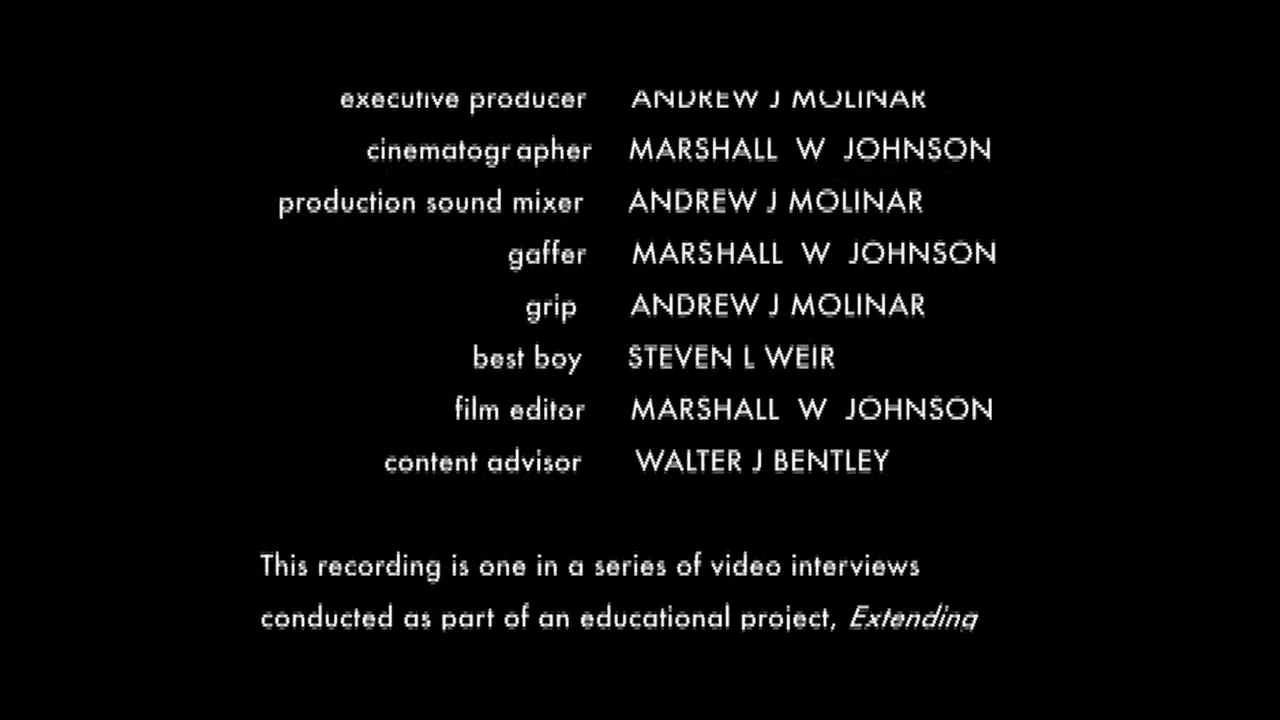 executive producer ANDREW J MOLINAR
cinematographer MARSHALL W JOHNSON
production sound mixer ANDREW J MOLINAR
gaffer MARSHALL W JOHNSON
grip ANDREW J MOLINAR
best boy STEVEN L WEIR
film editor MARSHALL W JOHNSON
content advisor WALTER J BENTLEY
This recording is one in a series of video interviews
conducted as part of an educational project, Extending